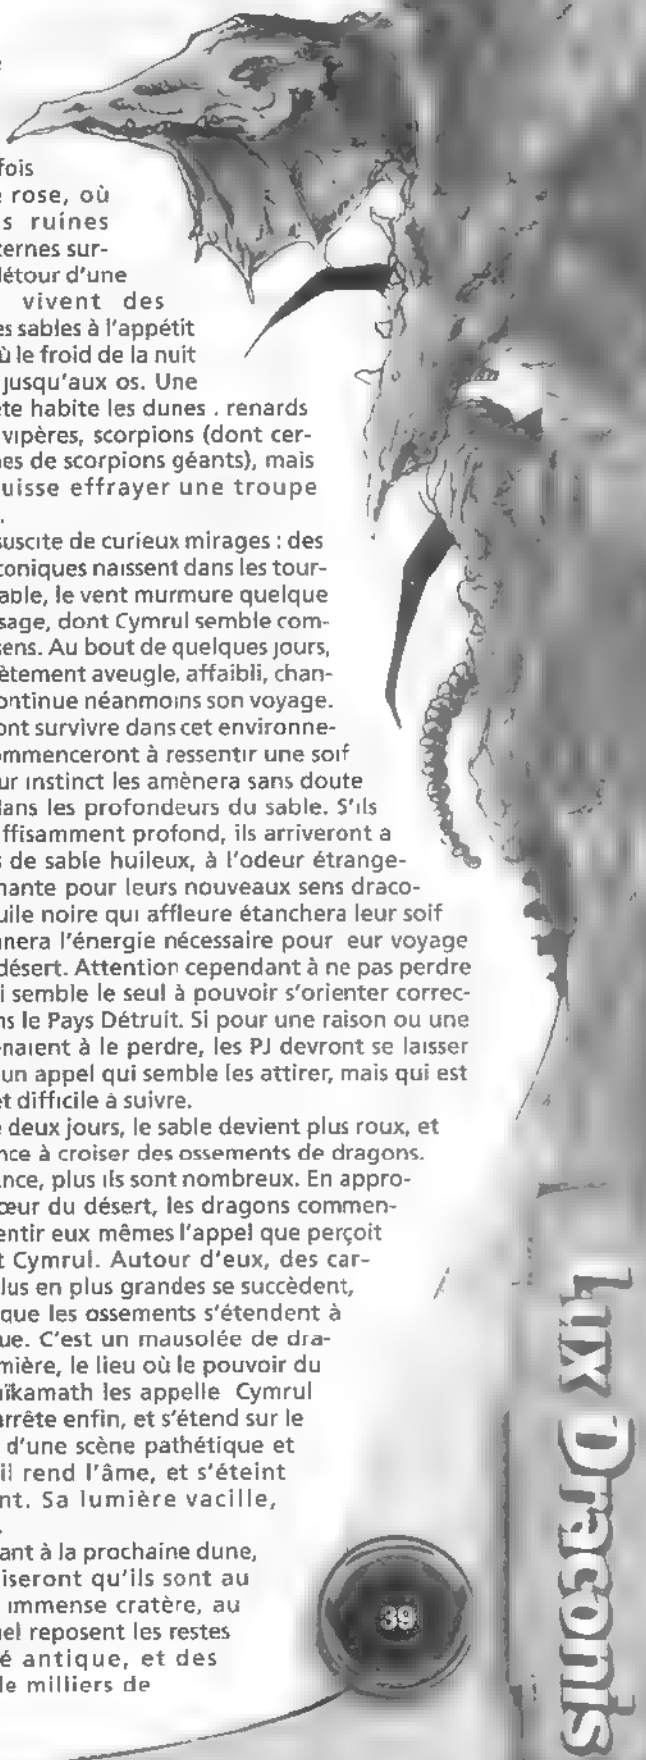 fois
rose, où
s ruines
ternes sur-
détour d'une
vivent des
es sables à l'appétit
ù le froid de la nuit
jusqu'aux os. Une
ète habite les dunes . renards
vipères, scorpions (dont cer-
nes de scorpions géants), mais
uisse effrayer une troupe
.
suscite de curieux mirages : des
coniques naissent dans les tour-
able, le vent murmure quelque
sage, dont Cymrul semble com-
sens. Au bout de quelques jours,
ètement aveugle, affaibli, chan-
ontinue néanmoins son voyage.
ont survivre dans cet environne-
ommenceront à ressentir une soif
ur instinct les amènera sans doute
dans les profondeurs du sable. S'ils
ffisamment profond, ils arriveront a
s de sable huileux, à l'odeur étrange-
nante pour leurs nouveaux sens draco-
uile noire qui affleure étanchera leur soif
nnera l'énergie nécessaire pour eur voyage
désert. Attention cependant à ne pas perdre
i semble le seul à pouvoir s'orienter correc-
ns le Pays Détruit. Si pour une raison ou une
enaient à le perdre, les PJ devront se laisser
un appel qui semble les attirer, mais qui est
et difficile à suivre.
e deux jours, le sable devient plus roux, et
nce à croiser des ossements de dragons.
ance, plus ils sont nombreux. En appro-
œur du désert, les dragons commen-
entir eux mêmes l'appel que perçoit
t Cymrul. Autour d'eux, des car-
lus en plus grandes se succèdent,
que les ossements s'étendent à
ue. C'est un mausolée de dra-
mière, le lieu où le pouvoir du
aïkamath les appelle Cymrul
arrête enfin, et s'étend sur le
d'une scène pathétique et
il rend l'âme, et s'éteint
nt. Sa lumière vacille,
.
ant à la prochaine dune,
iseront qu'ils sont au
immense cratère, au
el reposent les restes
é antique, et des
de milliers de
39
Lux Draconis